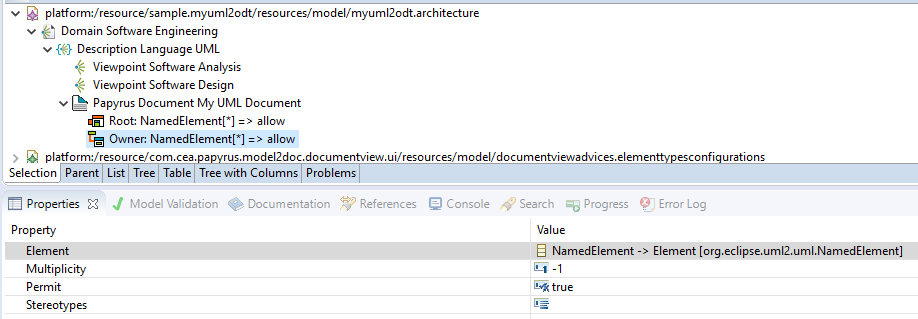 platform:/resource/sample.myuml2odt/resources/model/myuml2odt.architecture
Domain Software Engineering
Description Language UML
Viewpoint Software Analysis
Viewpoint Software Design
Papyrus Document My UML Document
Root: NamedElement[*] => allow
Owner: NamedElement[*] => allow
platform:/resource/com.cea.papyrus.model2doc.documentview.ui/resources/model/documentviewadvices.elementtypesconfigurations
Selection Parent List Tree Table Tree with Columns Problems
Properties Model Validation Documentation References Console Search Progress Error Log
Property Value
Element NamedElement -> Element [org.eclipse.uml2.uml.NamedElement]
Multiplicity -1
Permit true
Stereotypes